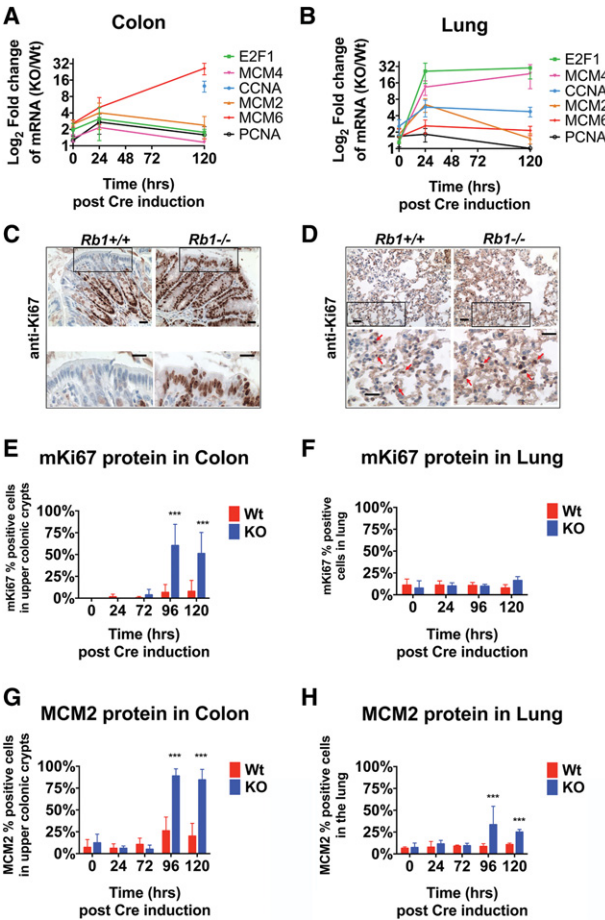 A
Colon
Log2 Fold change
of mRNA (KO/Wt)
32
16
8
4
2
1
0 24 48 72 120
Time (hrs)
post Cre induction
E2F1
MCM4
CCNA
MCM2
MCM6
PCNA
B
Lung
Log2 Fold change
of mRNA (KO/Wt)
32
16
8
4
2
1
0 24 48 72 120
Time (hrs)
post Cre induction
E2F1
MCM4
CCNA
MCM2
MCM6
PCNA
C
Rb1+/+ Rb1-/-
anti-Ki67
D
Rb1+/+ Rb1-/-
anti-Ki67
E
mKi67 protein in Colon
mKi67 % positive cells
in upper colonic crypts
100%
75%
50%
25%
0%
*** ***
Wt
KO
0 24 72 96 120
Time (hrs)
post Cre induction
F
mKi67 protein in Lung
mKi67 % positive
cells in lung
100%
75%
50%
25%
0%
Wt
KO
0 24 96 120
Time (hrs)
post Cre induction
G
MCM2 protein in Colon
MCM2 % positive cells
in upper colonic crypts
100%
75%
50%
25%
0%
*** ***
Wt
KO
0 24 72 96 120
Time (hrs)
post Cre induction
H
MCM2 protein in Lung
MCM2 % positive cells
in the lung
100%
75%
50%
25%
0%
*** ***
Wt
KO
0 24 72 96 120
Time (hrs)
post Cre induction